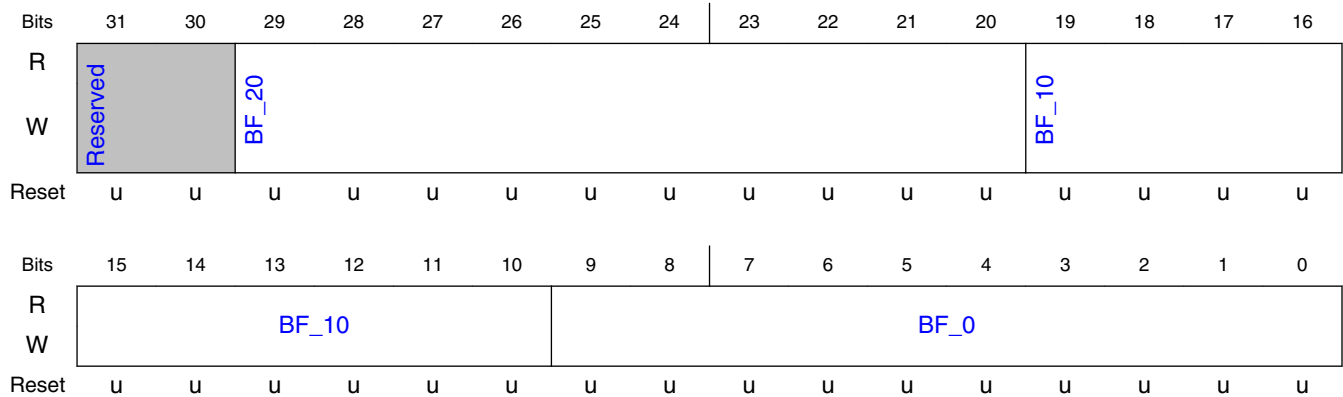 Bits 31 30 29 28 27 26 25 24 23 22 21 20 19 18 17 16
R
Reserved BF_20 BF_10
W
Reset u u u u u u u u u u u u u u u u
Bits 15 14 13 12 11 10 9 8 7 6 5 4 3 2 1 0
R
BF_10 BF_0
W
Reset u u u u u u u u u u u u u u u u